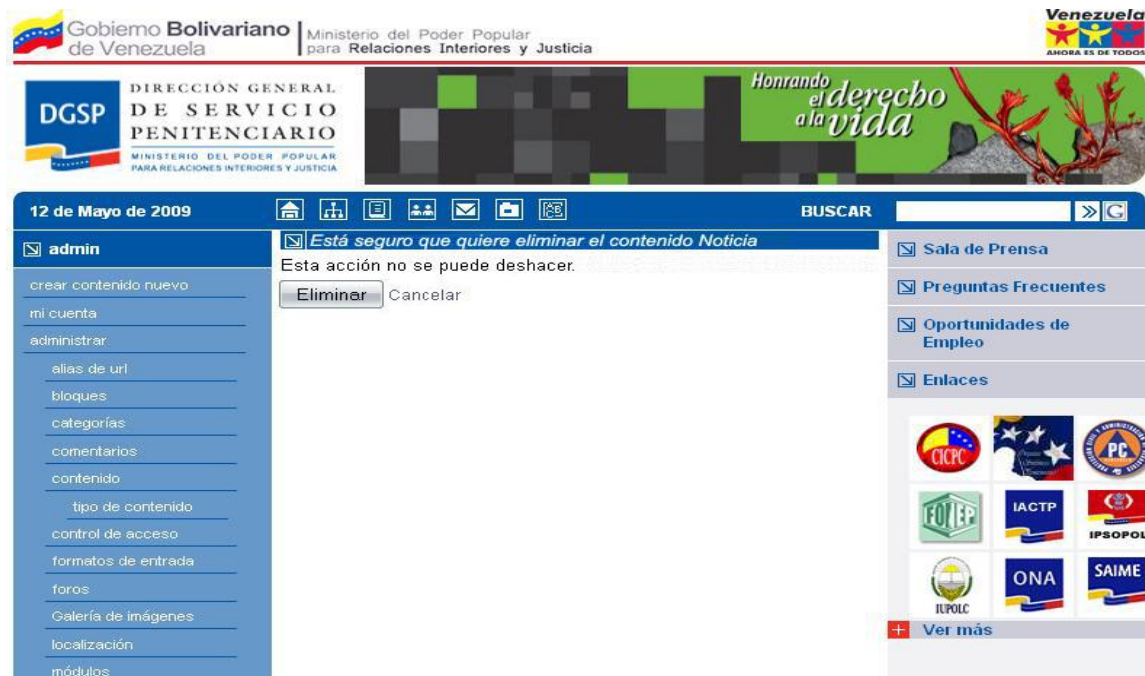 Gobierno Bolivariano
de Venezuela
Ministerio del Poder Popular
para Relaciones Interiores y Justicia
Venezuela
AHORA ES DE TODOS
DGSP
DIRECCIÓN GENERAL
DE SERVICIO
PENITENCIARIO
MINISTERIO DEL PODER POPULAR
PARA RELACIONES INTERIORES Y JUSTICIA
Honrando
el derecho
a la vida
12 de Mayo de 2009
BUSCAR
G
admin
crear contenido nuevo
mi cuenta
administrar
alias de url
bloques
categorías
comentarios
contenido
tipo de contenido
control de acceso
formatos de entrada
foros
Galería de imágenes
localización
módulos
Está seguro que quiere eliminar el contenido Noticia
Esta acción no se puede deshacer.
Eliminar Cancelar
Sala de Prensa
Preguntas Frecuentes
Oportunidades de
Empleo
Enlaces
CICPC
PC
FONEP
IACTP
IPSOPOL
IUPOLC
ONA
SAIME
Ver más